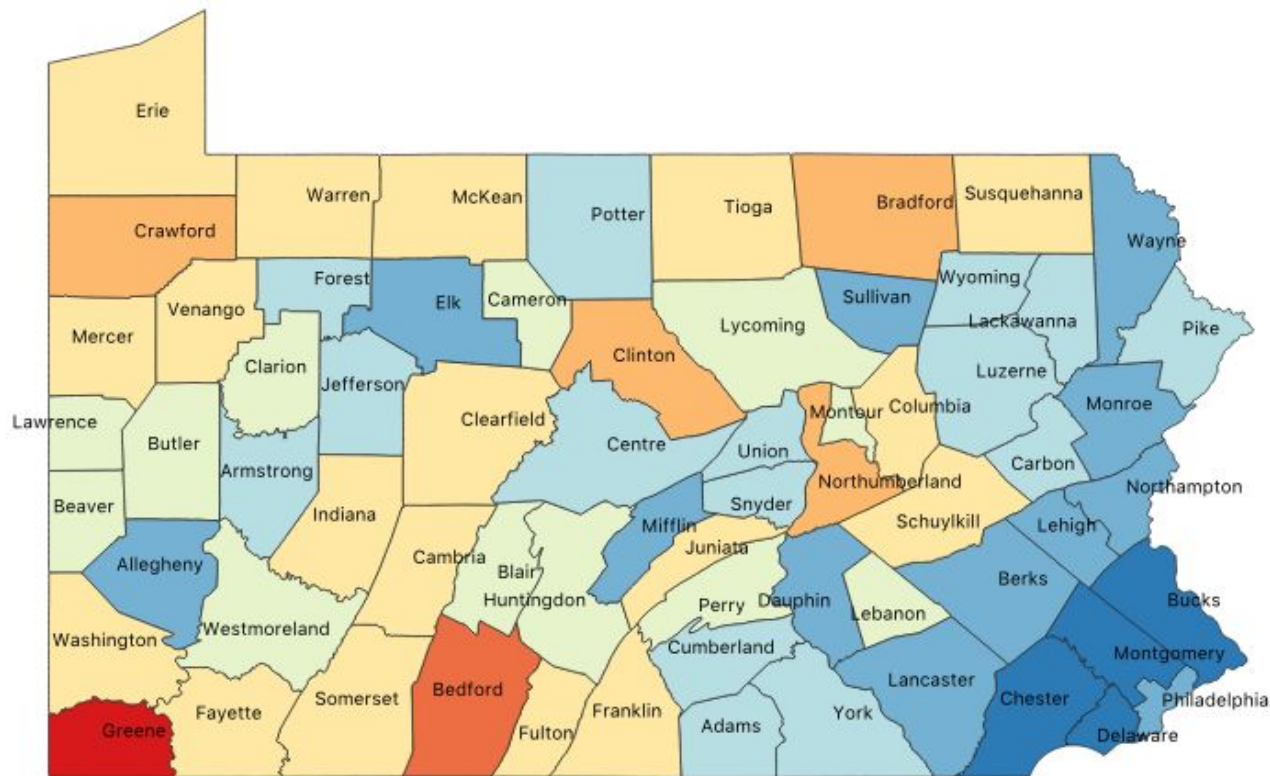 Erie
Warren
McKean
Potter
Tioga
Bradford
Susquehanna
Crawford
Wayne
Forest
Elk
Cameron
Sullivan
Wyoming
Venango
Mercer
Lackawanna
Pike
Lycoming
Clinton
Clarion
Jefferson
Luzerne
Lawrence
Butler
Clearfield
Centre
Union
Montour
Columbia
Monroe
Armstrong
Carbon
Beaver
Indiana
Snyder
Northumberland
Northampton
Mifflin
Schuylkill
Lehigh
Allegheny
Cambria
Juniata
Blair
Huntingdon
Perry
Dauphin
Lebanon
Berks
Bucks
Washington
Westmoreland
Cumberland
Montgomery
Somerset
Bedford
Lancaster
Chester
Philadelphia
Greene
Fayette
Fulton
Franklin
Adams
York
Delaware